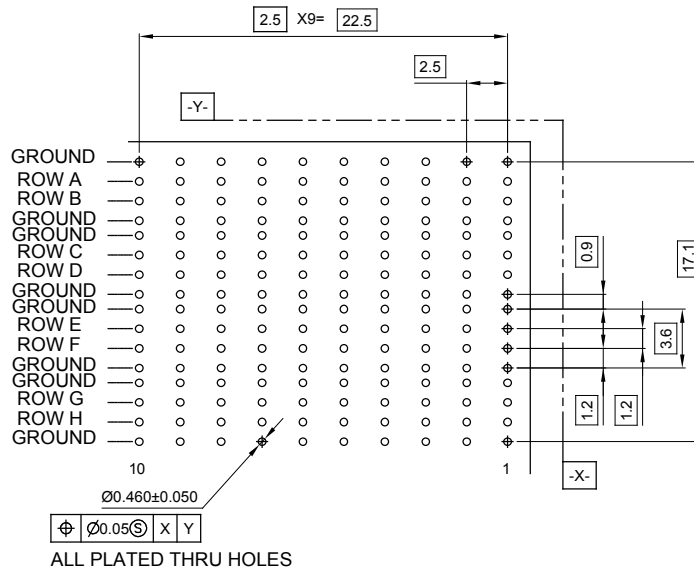 2.5 X9= 22.5
2.5
-Y-
GROUND
ROW A
ROW B
GROUND
GROUND
ROW C
ROW D
GROUND
GROUND
ROW E
ROW F
GROUND
GROUND
ROW G
ROW H
GROUND
0.9
17.1
3.6
1.2
1.2
10
1
-X-
Ø0.460±0.050
⌖ Ø0.05Ⓢ X Y
ALL PLATED THRU HOLES